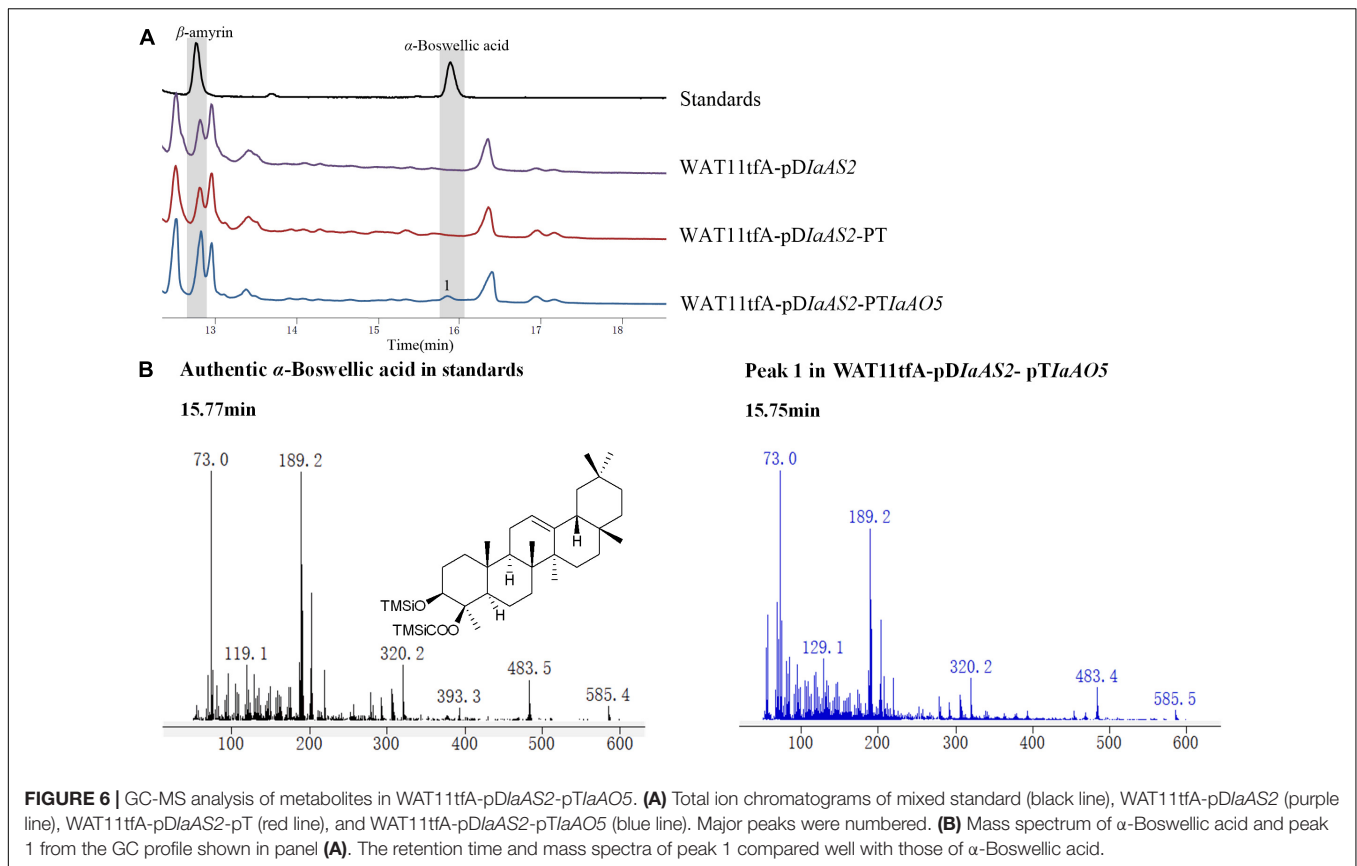 A
β-amyrin
α-Boswellic acid
Standards
WAT11tfA-pDIaAS2
WAT11tfA-pDIaAS2-PT
1
WAT11tfA-pDIaAS2-PTIaAO5
13 14 15 16 17 18
Time(min)
B Authentic α-Boswellic acid in standards
15.77min
73.0 189.2
119.1 320.2 393.3 483.5 585.4
H
H
TMSiO
H
TMSiCOO
100 200 300 400 500 600
Peak 1 in WAT11tfA-pDIaAS2- pTIaAO5
15.75min
73.0
189.2
129.1 320.2 483.4 585.5
100 200 300 400 500 600
FIGURE 6 | GC-MS analysis of metabolites in WAT11tfA-pDIaAS2-pTIaAO5. (A) Total ion chromatograms of mixed standard (black line), WAT11tfA-pDIaAS2 (purple
line), WAT11tfA-pDIaAS2-pT (red line), and WAT11tfA-pDIaAS2-pTIaAO5 (blue line). Major peaks were numbered. (B) Mass spectrum of α-Boswellic acid and peak
1 from the GC profile shown in panel (A). The retention time and mass spectra of peak 1 compared well with those of α-Boswellic acid.